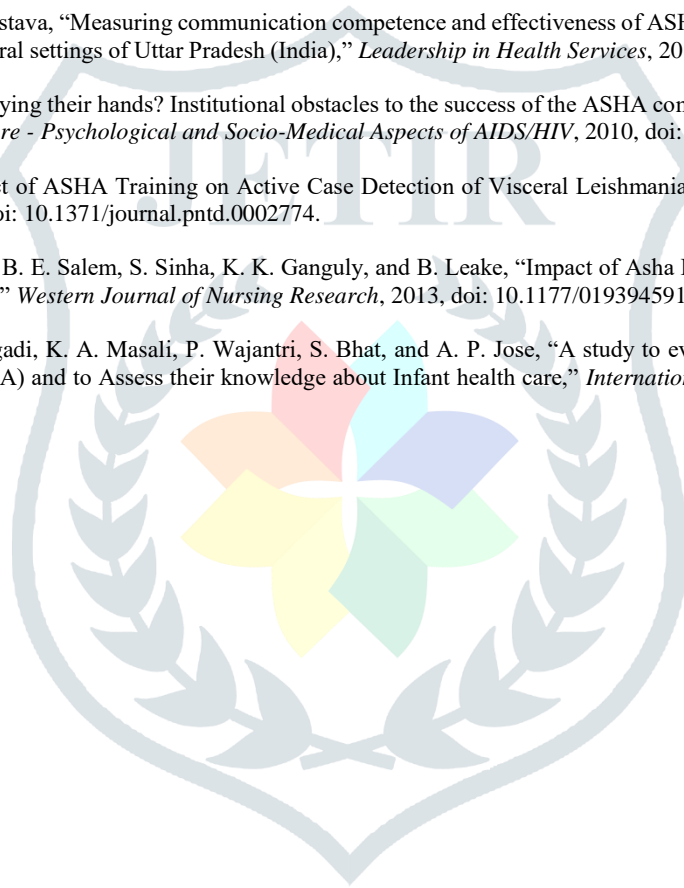 stava, “Measuring communication competence and effectiveness of ASH
ral settings of Uttar Pradesh (India),” Leadership in Health Services, 20
ying their hands? Institutional obstacles to the success of the ASHA com
re - Psychological and Socio-Medical Aspects of AIDS/HIV, 2010, doi:
JETIR
ct of ASHA Training on Active Case Detection of Visceral Leishmania
oi: 10.1371/journal.pntd.0002774.
B. E. Salem, S. Sinha, K. K. Ganguly, and B. Leake, “Impact of Asha
” Western Journal of Nursing Research, 2013, doi: 10.1177/019394591
gadi, K. A. Masali, P. Wajantri, S. Bhat, and A. P. Jose, “A study to ev
A) and to Assess their knowledge about Infant health care,” Internation